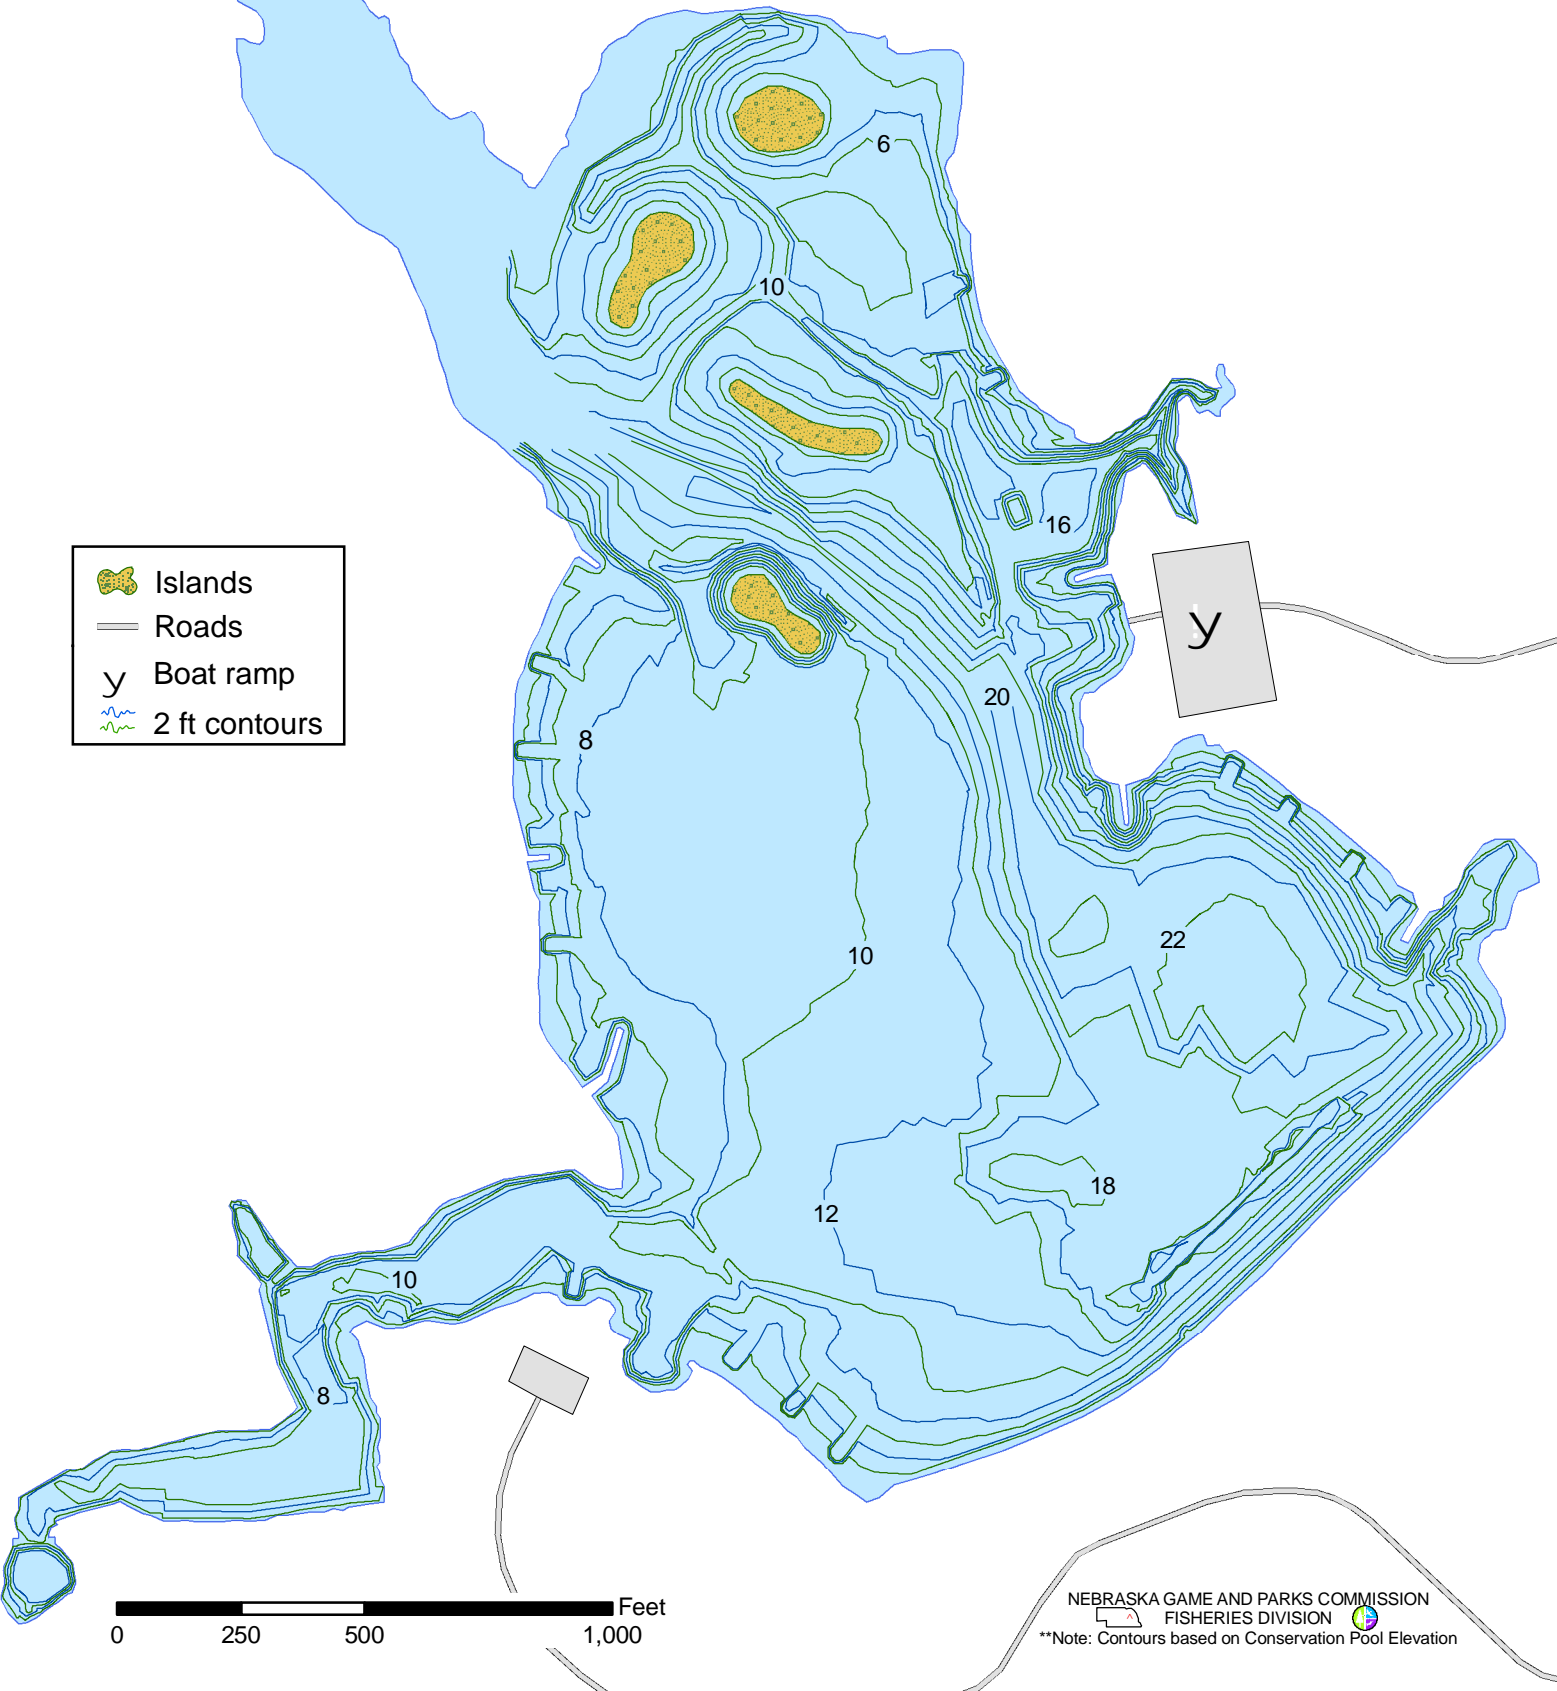 6
10
16
20
8
22
10
18
12
10
8
Islands
Roads
y Boat ramp
2 ft contours
y
Feet
0 250 500 1,000
NEBRASKA GAME AND PARKS COMMISSION
FISHERIES DIVISION
**Note: Contours based on Conservation Pool Elevation